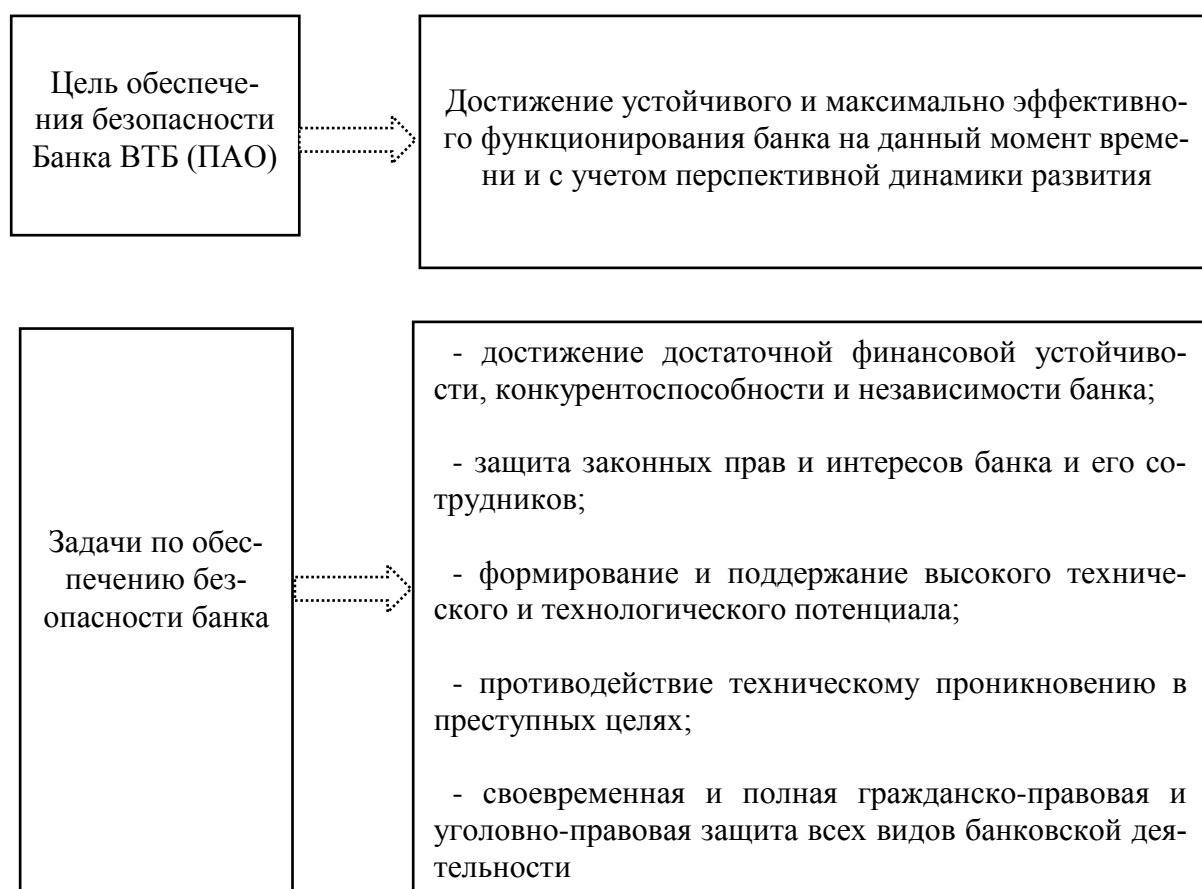 Цель обеспече-
ния безопасности
Банка ВТБ (ПАО)
Достижение устойчивого и максимально эффективно-
го функционирования банка на данный момент време-
ни и с учетом перспективной динамики развития
Задачи по обес-
печению без-
опасности банка
- достижение достаточной финансовой устойчиво-
сти, конкурентоспособности и независимости банка;
- защита законных прав и интересов банка и его со-
трудников;
- формирование и поддержание высокого техниче-
ского и технологического потенциала;
- противодействие техническому проникновению в
преступных целях;
- своевременная и полная гражданско-правовая и
уголовно-правовая защита всех видов банковской дея-
тельности